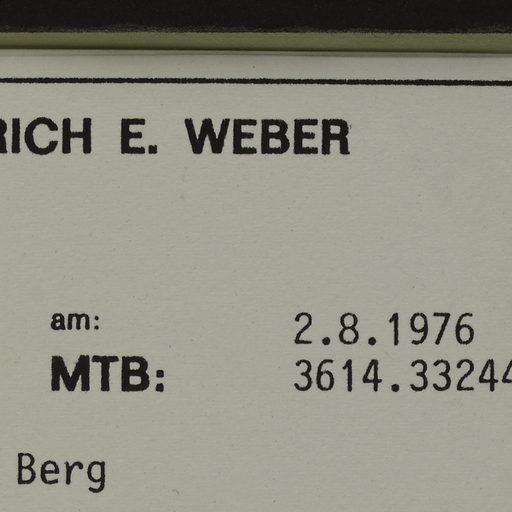 RICH E. WEBER
am: 2.8.1976
MTB: 3614.33244
Berg